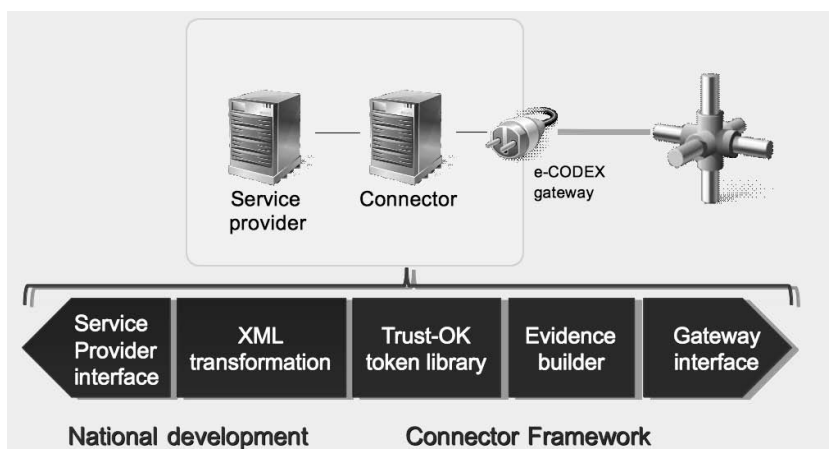 Service
provider
Connector
e-CODEX
gateway
Service
Provider
interface
XML
transformation
Trust-OK
token library
Evidence
builder
Gateway
interface
National development
Connector Framework